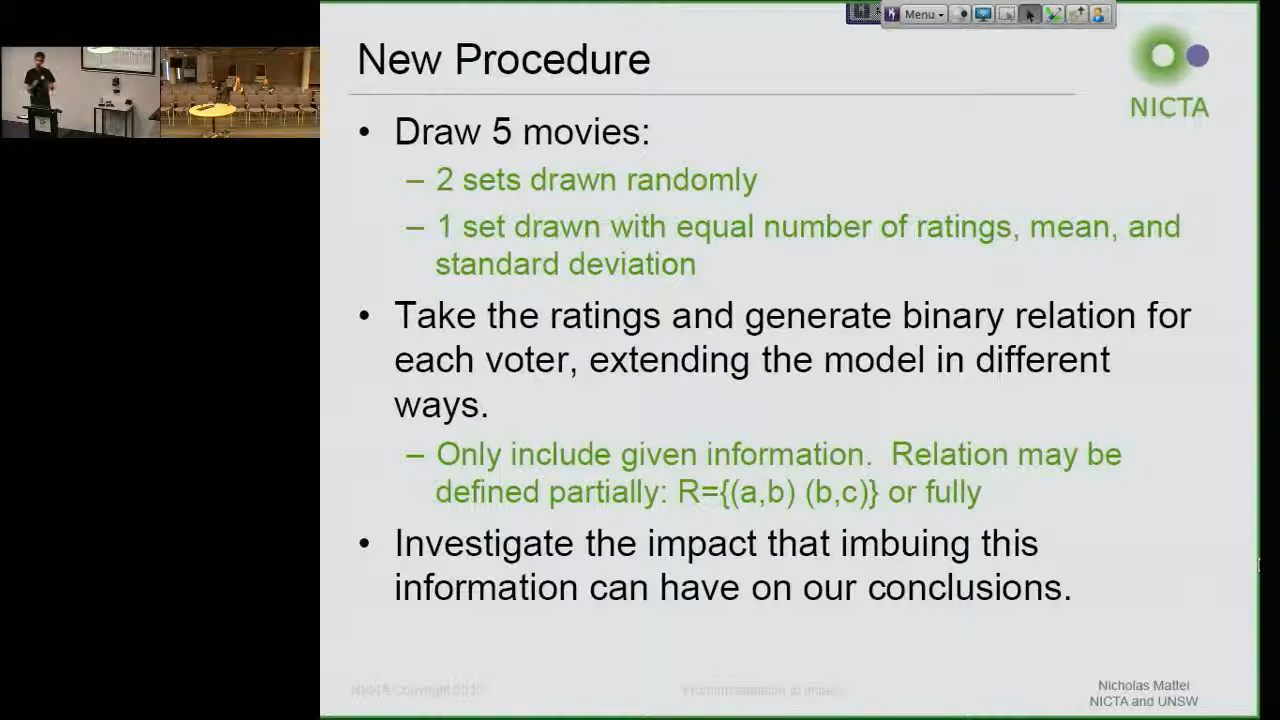 Menu
New Procedure
NICTA
• Draw 5 movies:
– 2 sets drawn randomly
– 1 set drawn with equal number of ratings, mean, and
standard deviation
• Take the ratings and generate binary relation for
each voter, extending the model in different
ways.
– Only include given information. Relation may be
defined partially: R={(a,b) (b,c)} or fully
• Investigate the impact that imbuing this
information can have on our conclusions.
NICTA Copyright
Nicholas Mattei
NICTA and UNSW